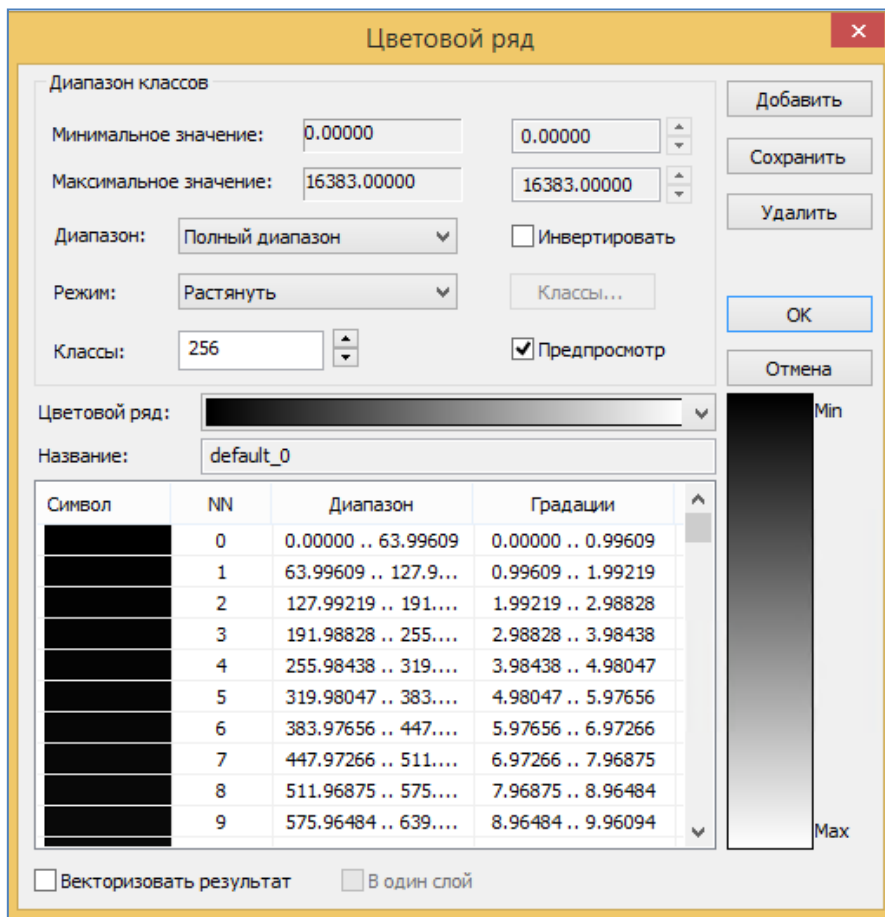 Цветовой ряд
Диапазон классов
Добавить
Минимальное значение: 0.00000 0.00000
Сохранить
Максимальное значение: 16383.00000 16383.00000
Удалить
Диапазон: Полный диапазон Инвертировать
Режим: Растянуть Классы...
OK
Классы: 256 Предпросмотр
Отмена
Цветовой ряд: Min
Название: default_0
Символ NN Диапазон Градации
0 0.00000 .. 63.99609 0.00000 .. 0.99609
1 63.99609 .. 127.9... 0.99609 .. 1.99219
2 127.99219 .. 191.... 1.99219 .. 2.98828
3 191.98828 .. 255.... 2.98828 .. 3.98438
4 255.98438 .. 319.... 3.98438 .. 4.98047
5 319.98047 .. 383.... 4.98047 .. 5.97656
6 383.97656 .. 447.... 5.97656 .. 6.97266
7 447.97266 .. 511.... 6.97266 .. 7.96875
8 511.96875 .. 575.... 7.96875 .. 8.96484
9 575.96484 .. 639.... 8.96484 .. 9.96094
Max
Векторизовать результат В один слой